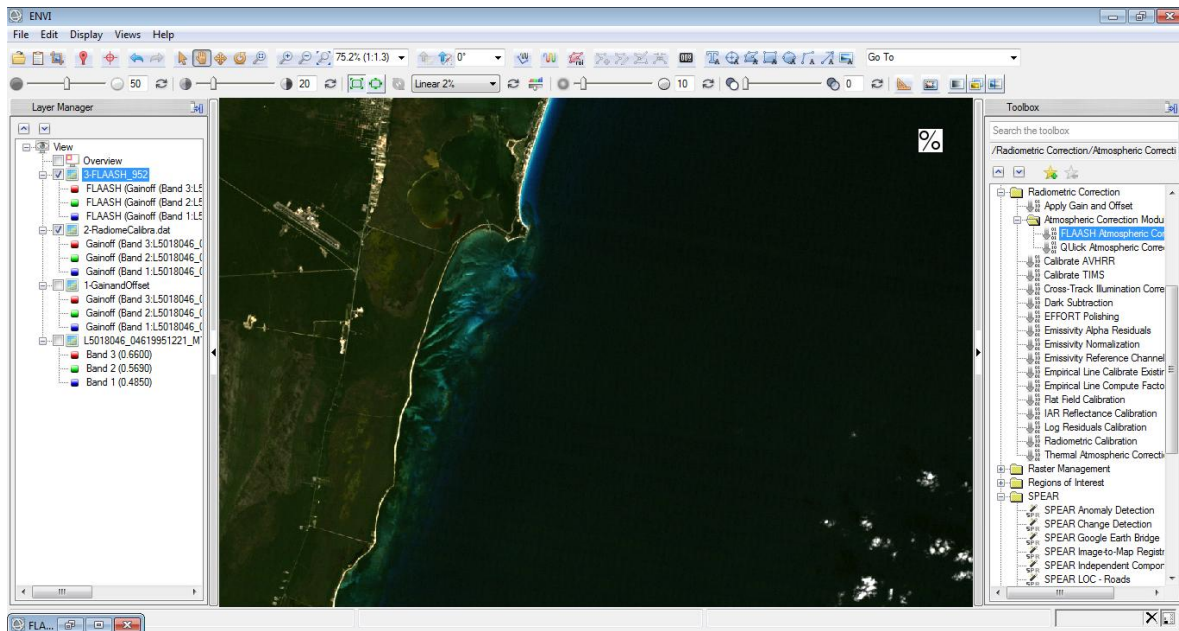 ENVI
File Edit Display Views Help
75.2% (1:1.3) 0° Go To
50 20 Linear 2% 10 0
Layer Manager
View
Overview
3-FLAASH_952
FLAASH (Gainoff (Band 3:L5
FLAASH (Gainoff (Band 2:L5
FLAASH (Gainoff (Band 1:L5
2-RadiomeCalibra.dat
Gainoff (Band 3:L5018046_0
Gainoff (Band 2:L5018046_0
Gainoff (Band 1:L5018046_0
1-GainandOffset
Gainoff (Band 3:L5018046_0
Gainoff (Band 2:L5018046_0
Gainoff (Band 1:L5018046_0
L5018046_04619951221_MT
Band 3 (0.6600)
Band 2 (0.5690)
Band 1 (0.4850)
%
Toolbox
Search the toolbox
/Radiometric Correction/Atmospheric Correcti
Radiometric Correction
Apply Gain and Offset
Atmospheric Correction Modu
FLAASH Atmospheric Cor
QUick Atmospheric Corre
Calibrate AVHRR
Calibrate TIMS
Cross-Track Illumination Corre
Dark Subtraction
EFFORT Polishing
Emissivity Alpha Residuals
Emissivity Normalization
Emissivity Reference Channel
Empirical Line Calibrate Existir
Empirical Line Compute Facto
Flat Field Calibration
IAR Reflectance Calibration
Log Residuals Calibration
Radiometric Calibration
Thermal Atmospheric Correcti
Raster Management
Regions of Interest
SPEAR
SPEAR Anomaly Detection
SPEAR Change Detection
SPEAR Google Earth Bridge
SPEAR Image-to-Map Registr
SPEAR Independent Compor
SPEAR LOC - Roads
FLA...